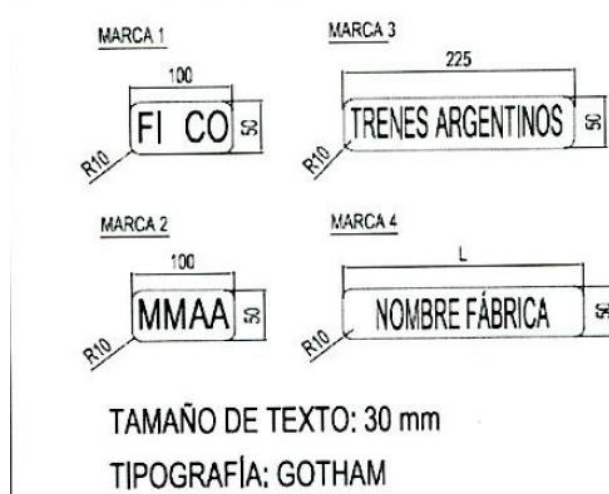 MARCA 1
100
FI CO
50
R10
MARCA 3
225
TRENES ARGENTINOS
50
R10
MARCA 2
100
MMAA
50
R10
MARCA 4
L
NOMBRE FÁBRICA
50
R10
TAMAÑO DE TEXTO: 30 mm
TIPOGRAFÍA: GOTHAM